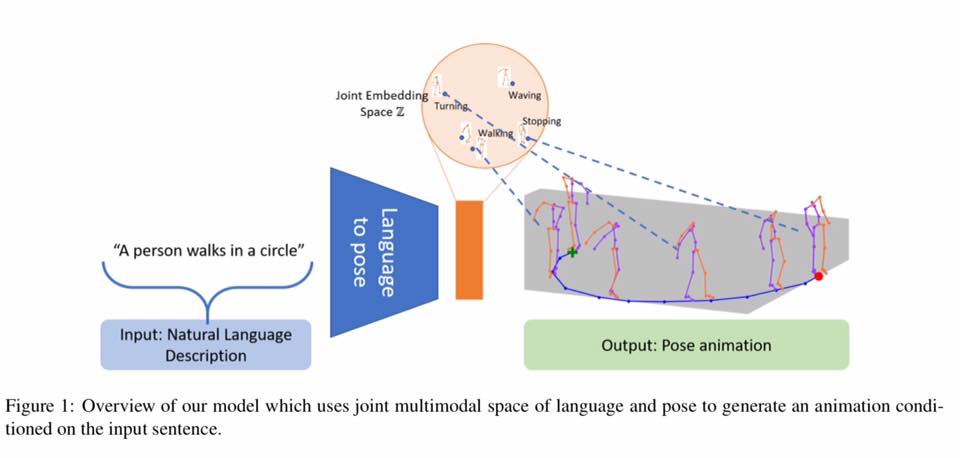 Joint Embedding
Space ℤ
Turning
Waving
Walking
Stopping
Language
to pose
“A person walks in a circle”
Input: Natural Language
Description
Output: Pose animation
Figure 1: Overview of our model which uses joint multimodal space of language and pose to generate an animation condi-
tioned on the input sentence.